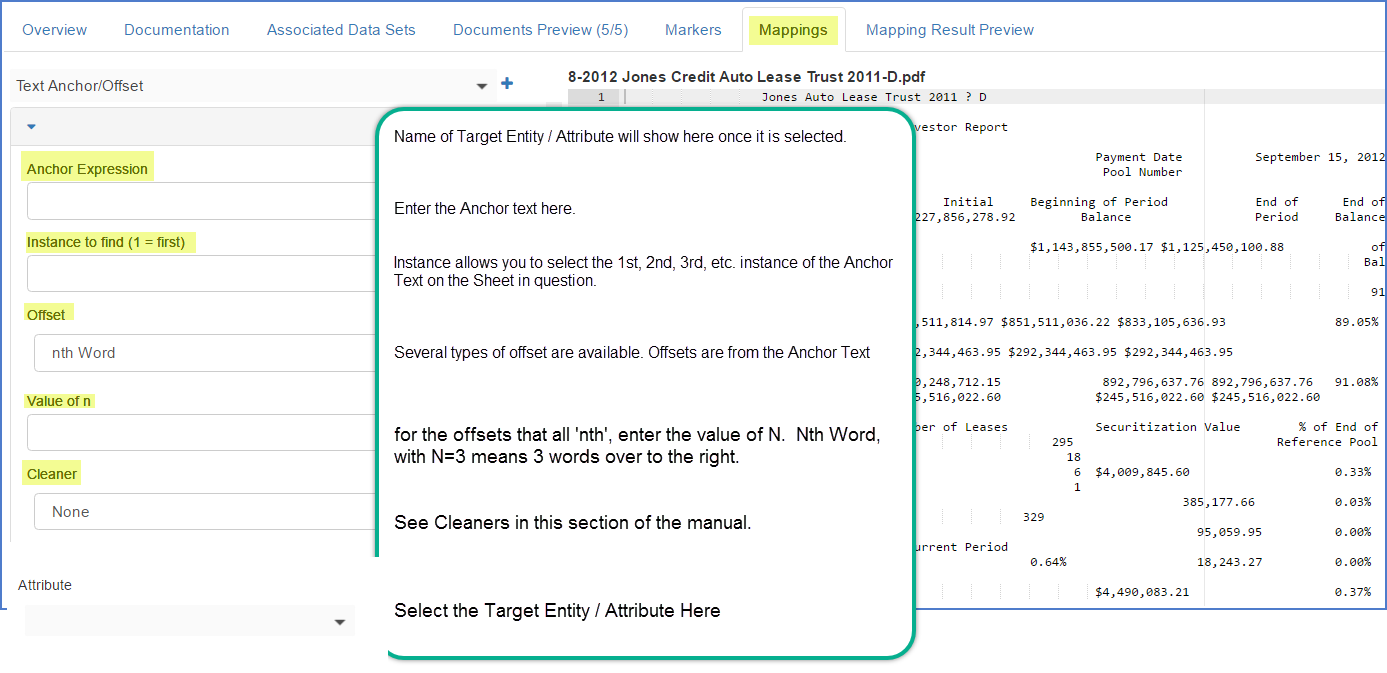 Overview Documentation Associated Data Sets Documents Preview (5/5) Markers Mappings Mapping Result Preview
Text Anchor/Offset
Anchor Expression
Instance to find (1 = first)
Offset
nth Word
Value of n
Cleaner
None
Attribute
Name of Target Entity / Attribute will show here once it is selected.
Enter the Anchor text here.
Instance allows you to select the 1st, 2nd, 3rd, etc. instance of the Anchor
Text on the Sheet in question.
Several types of offset are available. Offsets are from the Anchor Text
for the offsets that all 'nth', enter the value of N.  Nth Word,
with N=3 means 3 words over to the right.
See Cleaners in this section of the manual.
Select the Target Entity / Attribute Here
8-2012 Jones Credit Auto Lease Trust 2011-D.pdf
1 Jones Auto Lease Trust 2011 ? D
vestor Report
Payment Date September 15, 2012
Pool Number
Initial Beginning of Period End of End of
227,856,278.92 Balance Period Balance
$1,143,855,500.17 $1,125,450,100.88 of
Bal
91
,511,814.97 $851,511,036.22 $833,105,636.93 89.05%
2,344,463.95 $292,344,463.95 $292,344,463.95
0,248,712.15 892,796,637.76 892,796,637.76 91.08%
5,516,022.60 $245,516,022.60 $245,516,022.60
ber of Leases Securitization Value % of End of
295 Reference Pool
18
6 $4,009,845.60 0.33%
1
385,177.66 0.03%
329
95,059.95 0.00%
urrent Period
0.64% 18,243.27 0.00%
$4,490,083.21 0.37%